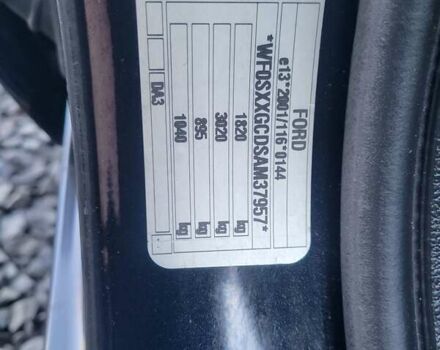 FORD
e13*2001/116*0144
*WF0SXXGCDSAM37957*
1820 kg
3020 kg
895 kg
1040 kg
DA3